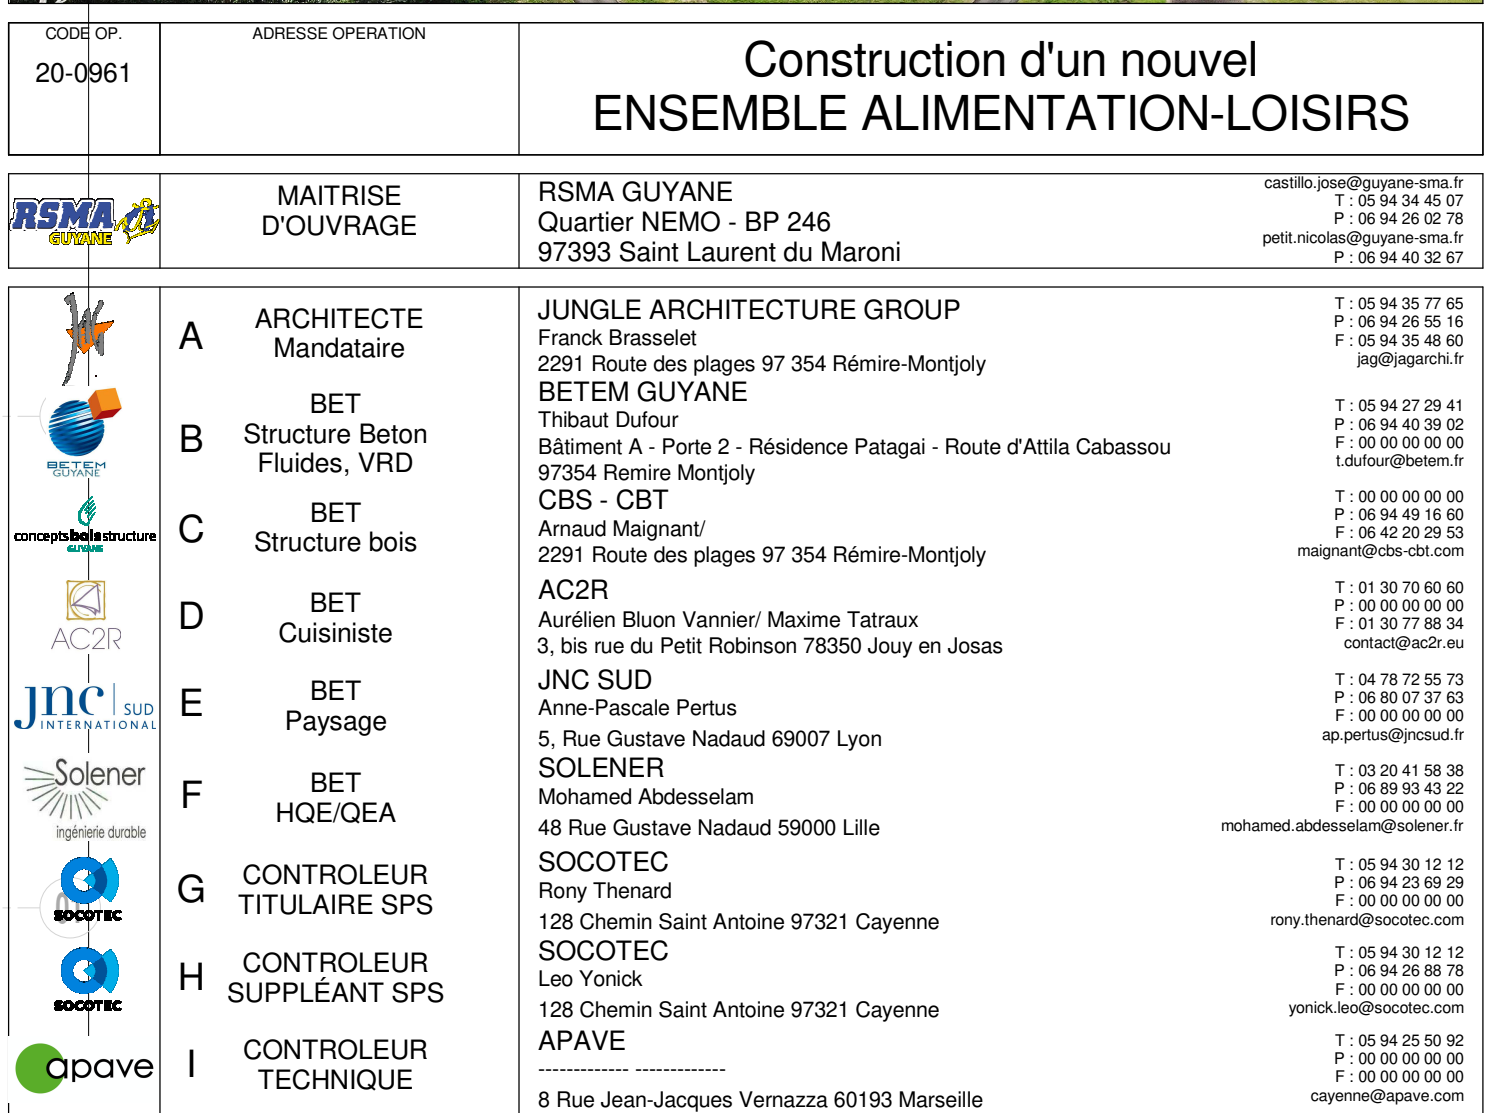 CODE OP.
20-0961
ADRESSE OPERATION
Construction d'un nouvel
ENSEMBLE ALIMENTATION-LOISIRS
RSMA
GUYANE
MAITRISE
D'OUVRAGE
RSMA GUYANE
Quartier NEMO - BP 246
97393 Saint Laurent du Maroni
castillo.jose@guyane-sma.fr
T : 05 94 34 45 07
P : 06 94 26 02 78
petit.nicolas@guyane-sma.fr
P : 06 94 40 32 67
A
ARCHITECTE
Mandataire
JUNGLE ARCHITECTURE GROUP
Franck Brasselet
2291 Route des plages 97 354 Rémire-Montjoly
T : 05 94 35 77 65
P : 06 94 26 55 16
F : 05 94 35 48 60
jag@jagarchi.fr
BETEM
GUYANE
B
BET
Structure Beton
Fluides, VRD
BETEM GUYANE
Thibaut Dufour
Bâtiment A - Porte 2 - Résidence Patagai - Route d'Attila Cabassou
97354 Remire Montjoly
T : 05 94 27 29 41
P : 06 94 40 39 02
F : 00 00 00 00 00
t.dufour@betem.fr
conceptsboisstructure
GUYANE
C
BET
Structure bois
CBS - CBT
Arnaud Maignant/
2291 Route des plages 97 354 Rémire-Montjoly
T : 00 00 00 00 00
P : 06 94 49 16 60
F : 06 42 20 29 53
maignant@cbs-cbt.com
AC2R
D
BET
Cuisiniste
AC2R
Aurélien Bluon Vannier/ Maxime Tatraux
3, bis rue du Petit Robinson 78350 Jouy en Josas
T : 01 30 70 60 60
P : 00 00 00 00 00
F : 01 30 77 88 34
contact@ac2r.eu
jnc SUD
INTERNATIONAL
E
BET
Paysage
JNC SUD
Anne-Pascale Pertus
5, Rue Gustave Nadaud 69007 Lyon
T : 04 78 72 55 73
P : 06 80 07 37 63
F : 00 00 00 00 00
ap.pertus@jncsud.fr
Solener
ingénierie durable
F
BET
HQE/QEA
SOLENER
Mohamed Abdesselam
48 Rue Gustave Nadaud 59000 Lille
T : 03 20 41 58 38
P : 06 89 93 43 22
F : 00 00 00 00 00
mohamed.abdesselam@solener.fr
SOCOTEC
G
CONTROLEUR
TITULAIRE SPS
SOCOTEC
Rony Thenard
128 Chemin Saint Antoine 97321 Cayenne
T : 05 94 30 12 12
P : 06 94 23 69 29
F : 00 00 00 00 00
rony.thenard@socotec.com
SOCOTEC
H
CONTROLEUR
SUPPLÉANT SPS
SOCOTEC
Leo Yonick
128 Chemin Saint Antoine 97321 Cayenne
T : 05 94 30 12 12
P : 06 94 26 88 78
F : 00 00 00 00 00
yonick.leo@socotec.com
apave
I
CONTROLEUR
TECHNIQUE
APAVE
------------- -------------
8 Rue Jean-Jacques Vernazza 60193 Marseille
T : 05 94 25 50 92
P : 00 00 00 00 00
F : 00 00 00 00 00
cayenne@apave.com